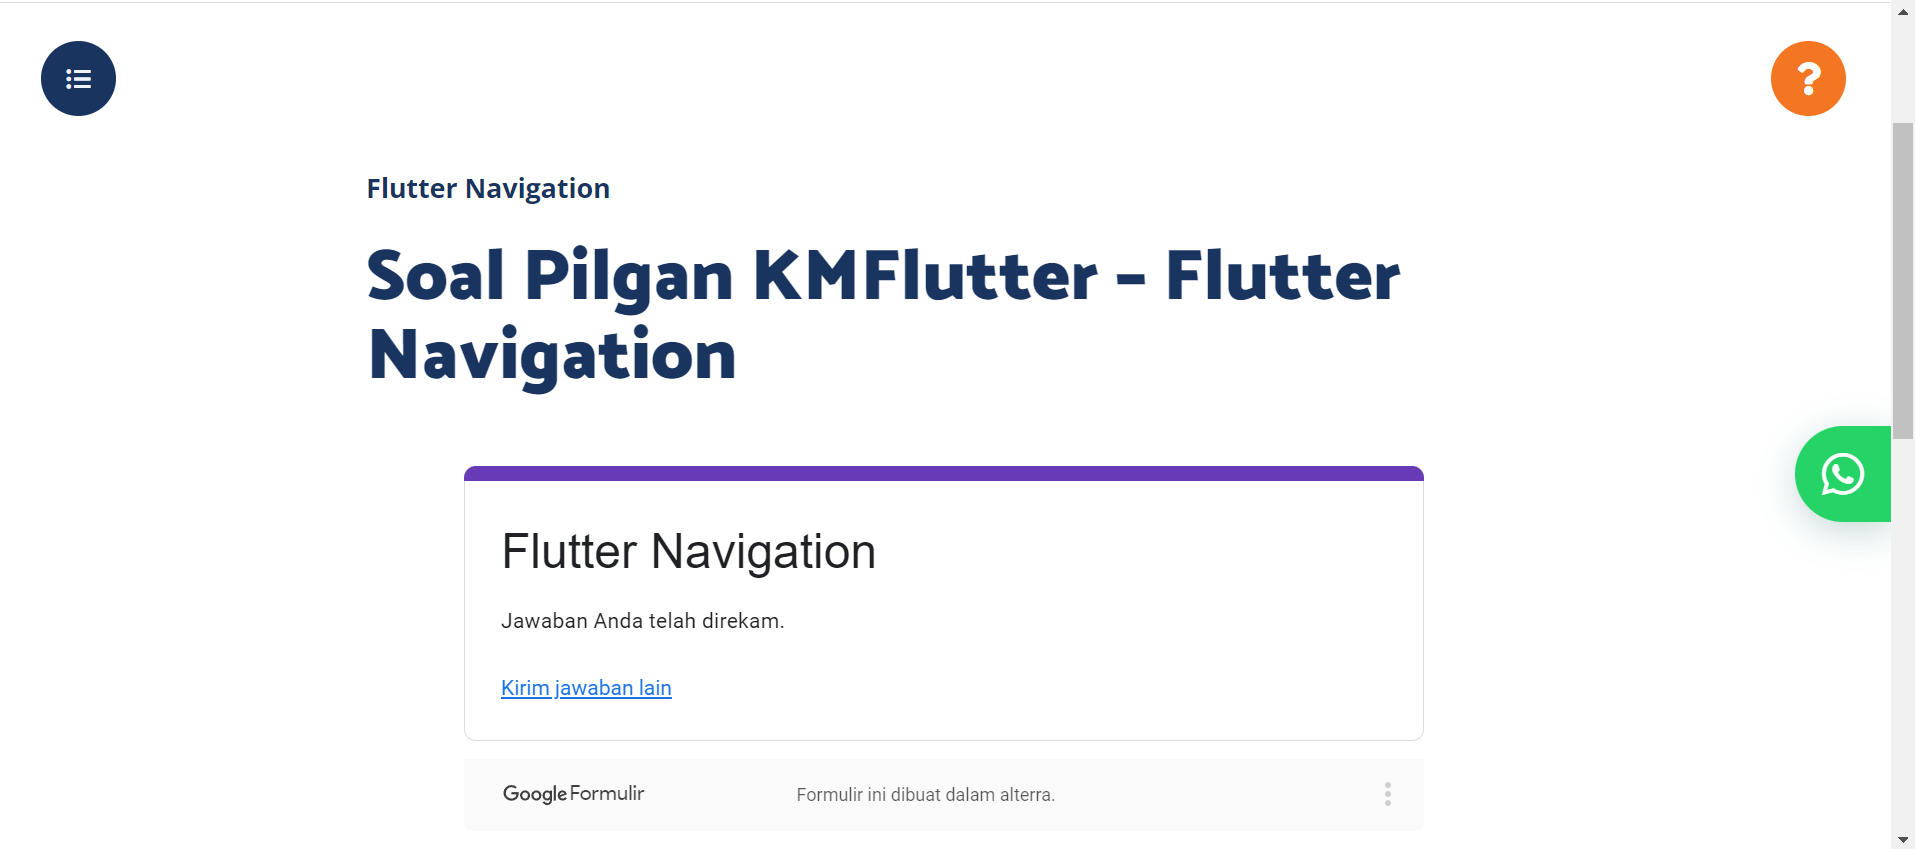 Flutter Navigation
Soal Pilgan KMFlutter – Flutter
Navigation
Flutter Navigation
Jawaban Anda telah direkam.
Kirim jawaban lain
Google Formulir
Formulir ini dibuat dalam alterra.